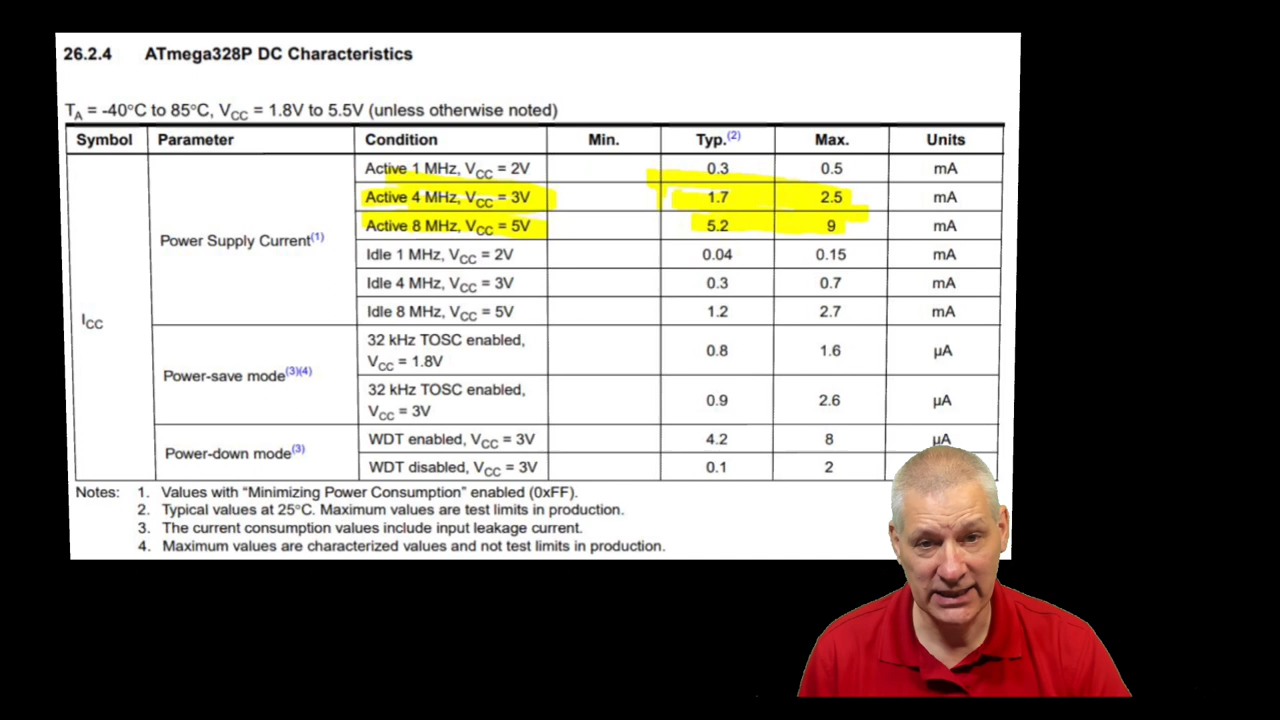 26.2.4 ATmega328P DC Characteristics
TA = -40°C to 85°C, VCC = 1.8V to 5.5V (unless otherwise noted)
Symbol Parameter Condition Min. Typ.(2) Max. Units
ICC
Power Supply Current(1)
Active 1 MHz, VCC = 2V 0.3 0.5 mA
Active 4 MHz, VCC = 3V 1.7 2.5 mA
Active 8 MHz, VCC = 5V 5.2 9 mA
Idle 1 MHz, VCC = 2V 0.04 0.15 mA
Idle 4 MHz, VCC = 3V 0.3 0.7 mA
Idle 8 MHz, VCC = 5V 1.2 2.7 mA
Power-save mode(3)(4)
32 kHz TOSC enabled,
VCC = 1.8V 0.8 1.6 µA
32 kHz TOSC enabled,
VCC = 3V 0.9 2.6 µA
Power-down mode(3)
WDT enabled, VCC = 3V 4.2 8 µA
WDT disabled, VCC = 3V 0.1 2
Notes: 1. Values with “Minimizing Power Consumption” enabled (0xFF).
2. Typical values at 25°C. Maximum values are test limits in production.
3. The current consumption values include input leakage current.
4. Maximum values are characterized values and not test limits in production.